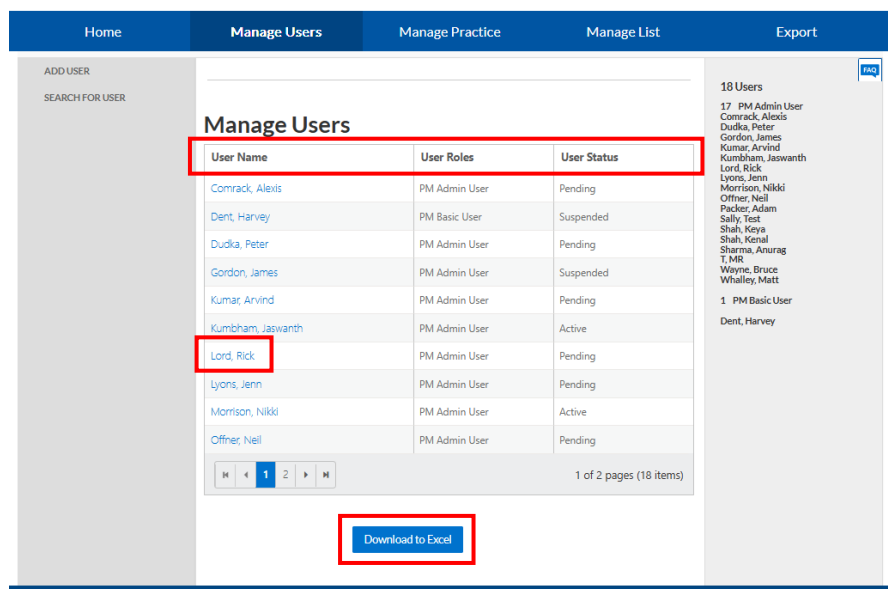 Home Manage Users Manage Practice Manage List Export
ADD USER
SEARCH FOR USER
Manage Users
User Name User Roles User Status
Comrack, Alexis PM Admin User Pending
Dent, Harvey PM Basic User Suspended
Dudka, Peter PM Admin User Pending
Gordon, James PM Admin User Suspended
Kumar, Arvind PM Admin User Pending
Kumbham, Jaswanth PM Admin User Active
Lord, Rick PM Admin User Pending
Lyons, Jenn PM Admin User Pending
Morrison, Nikki PM Admin User Active
Offner, Neil PM Admin User Pending
1 2 1 of 2 pages (18 items)
Download to Excel
FAQ
18 Users
17 PM Admin User
Comrack, Alexis
Dudka, Peter
Gordon, James
Kumar, Arvind
Kumbham, Jaswanth
Lord, Rick
Lyons, Jenn
Morrison, Nikki
Offner, Neil
Packer, Adam
Sally, Test
Shah, Keya
Shah, Kenal
Sharma, Anurag
T, MR
Wayne, Bruce
Whalley, Matt
1 PM Basic User
Dent, Harvey